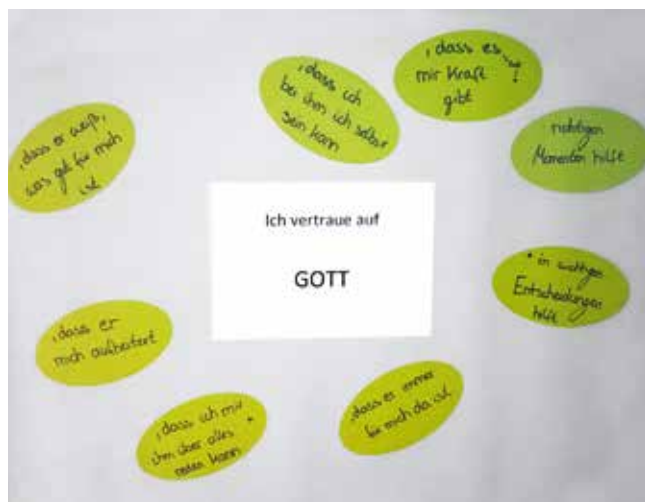 , dass es
mir Kraft !
gibt
, dass ich
bei ihm ich selbst
sein kann
richtigen
Momenten hilft
, dass er weiß,
was gut für mich
ist
Ich vertraue auf
GOTT
* in wichtigen
Entscheidungen
hilft
, dass er
mich aufheitert
, dass er immer
für mich da ist
, dass ich mit
ihm über alles *
reden kann